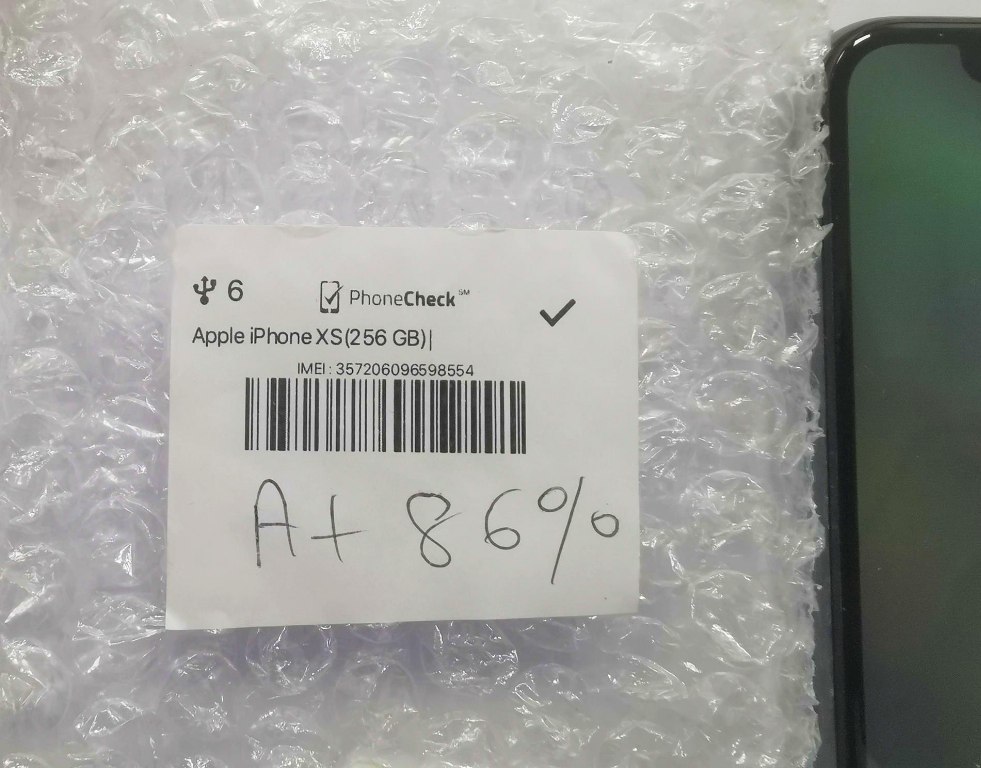 6
PhoneCheck℠
Apple iPhone XS(256 GB)|
IMEI : 357206096598554
A+ 86%